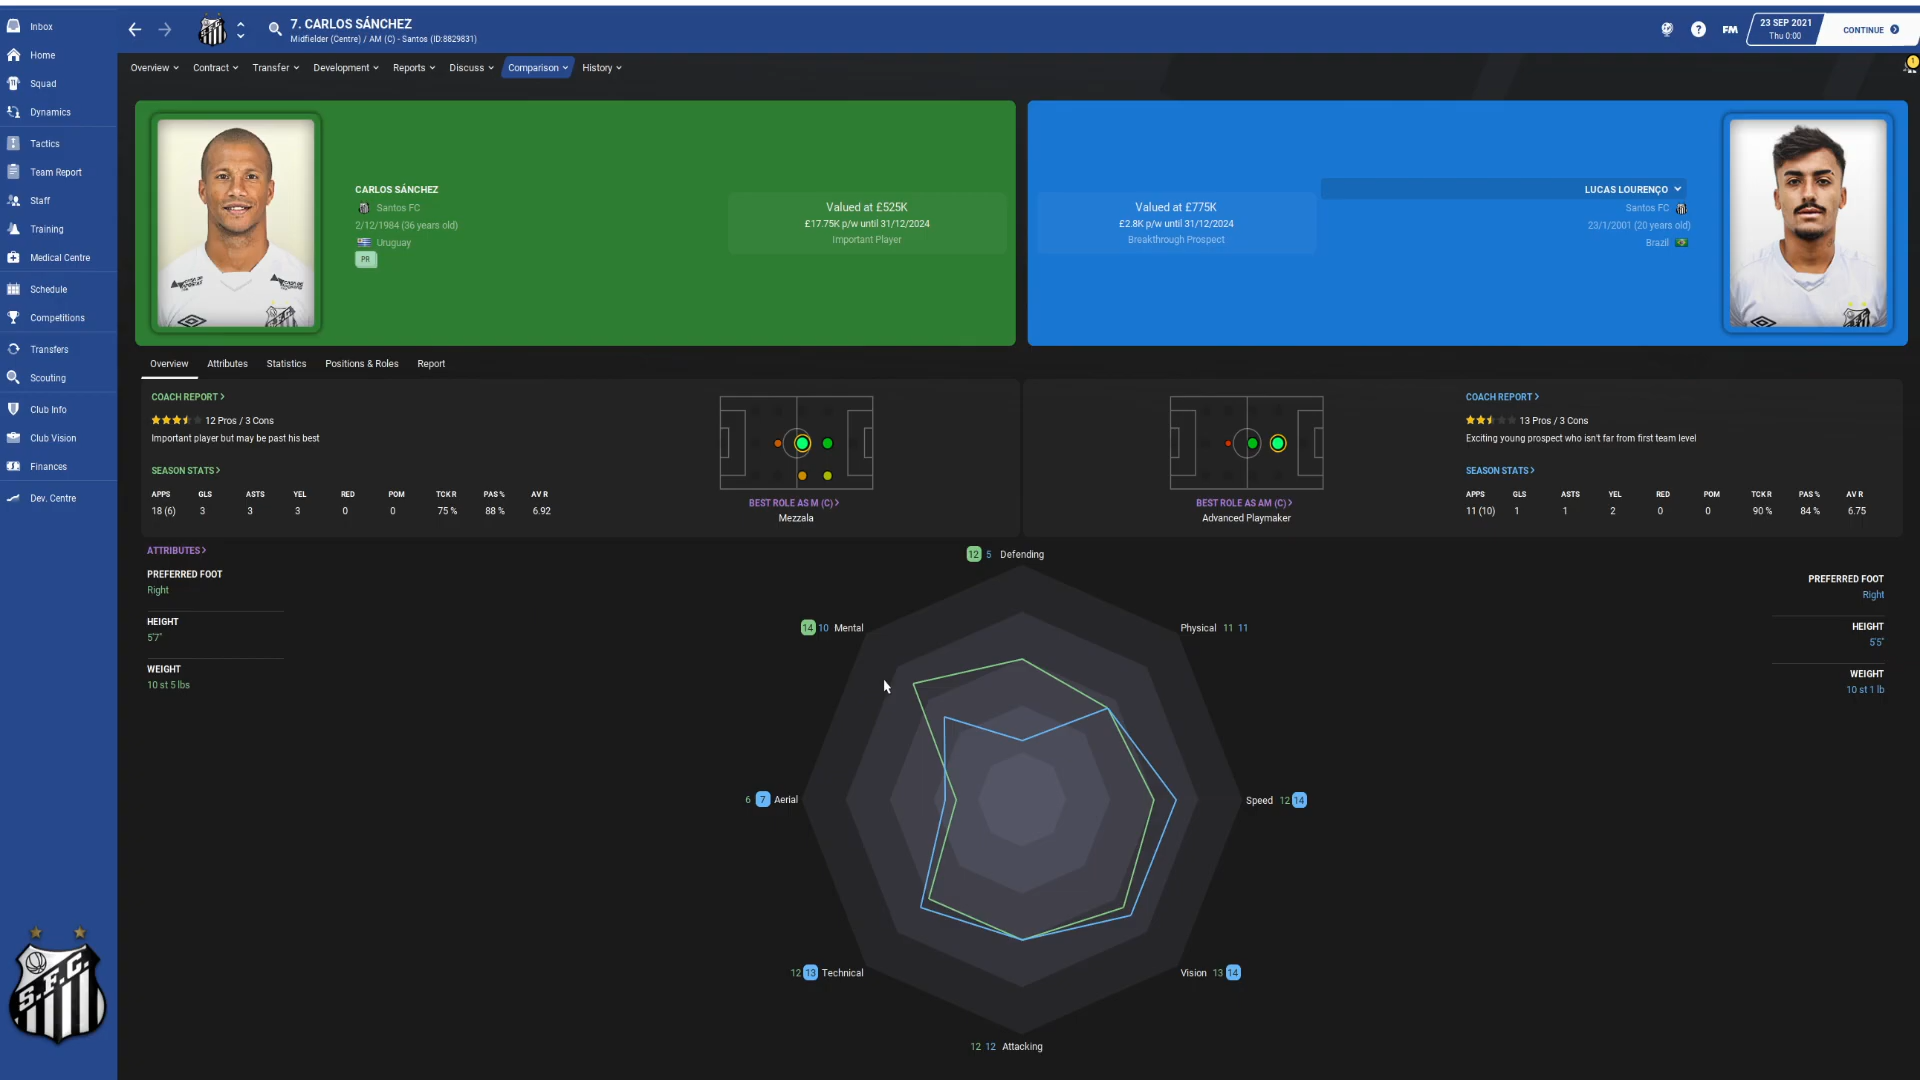 Inbox
Home
Squad
Dynamics
Tactics
Team Report
Staff
Training
Medical Centre
Schedule
Competitions
Transfers
Scouting
Club Info
Club Vision
Finances
Dev. Centre
S.F.C.
7. CARLOS SÁNCHEZ
Midfielder (Centre) / AM (C) - Santos (ID:8829831)
?
FM
23 SEP 2021
Thu 0:00
CONTINUE
Overview Contract Transfer Development Reports Discuss Comparison History
1
CARLOS SÁNCHEZ
Santos FC
2/12/1984 (36 years old)
Uruguay
PR
Valued at £525K
£17.75K p/w until 31/12/2024
Important Player
Valued at £775K
£2.8K p/w until 31/12/2024
Breakthrough Prospect
LUCAS LOURENÇO
Santos FC
23/1/2001 (20 years old)
Brazil
Overview Attributes Statistics Positions & Roles Report
COACH REPORT >
12 Pros / 3 Cons
Important player but may be past his best
SEASON STATS >
APPS GLS ASTS YEL RED POM TCK R PAS % AV R
18 (6) 3 3 3 0 0 75 % 88 % 6.92
BEST ROLE AS M (C) >
Mezzala
BEST ROLE AS AM (C) >
Advanced Playmaker
COACH REPORT >
13 Pros / 3 Cons
Exciting young prospect who isn't far from first team level
SEASON STATS >
APPS GLS ASTS YEL RED POM TCK R PAS % AV R
11 (10) 1 1 2 0 0 90 % 84 % 6.75
ATTRIBUTES >
PREFERRED FOOT
Right
HEIGHT
5'7"
WEIGHT
10 st 5 lbs
12 5 Defending
14 10 Mental
Physical 11 11
6 7 Aerial
Speed 12 14
12 13 Technical
Vision 13 14
12 12 Attacking
PREFERRED FOOT
Right
HEIGHT
5'5"
WEIGHT
10 st 1 lb